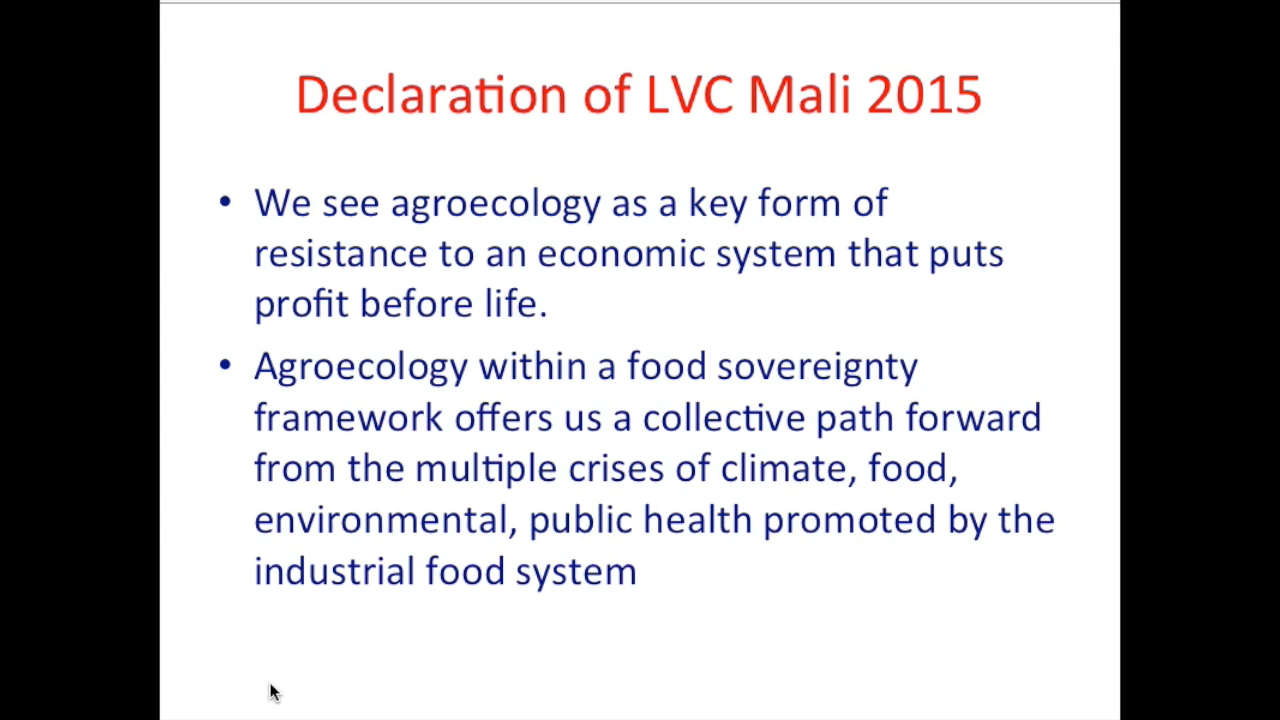 Declaration of LVC Mali 2015
• We see agroecology as a key form of
resistance to an economic system that puts
profit before life.
• Agroecology within a food sovereignty
framework offers us a collective path forward
from the multiple crises of climate, food,
environmental, public health promoted by the
industrial food system